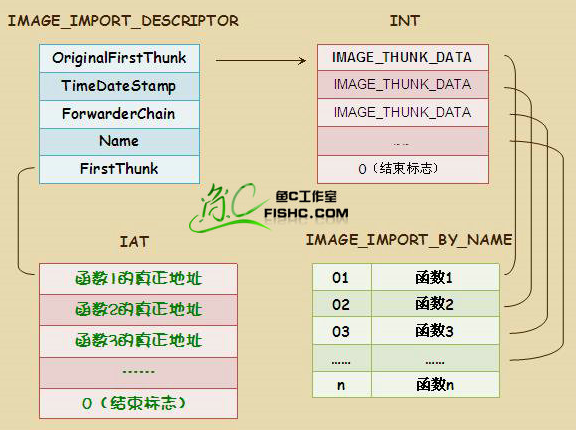 IMAGE_IMPORT_DESCRIPTOR
OriginalFirstThunk
TimeDateStamp
ForwarderChain
Name
FirstThunk
INT
IMAGE_THUNK_DATA
IMAGE_THUNK_DATA
IMAGE_THUNK_DATA
... ...
0（结束标志）
鱼C
鱼C工作室
FISHC.COM
IAT
函数1的真正地址
函数2的真正地址
函数3的真正地址
······
0（结束标志）
IMAGE_IMPORT_BY_NAME
01 函数1
02 函数2
03 函数3
…… ……
n 函数n